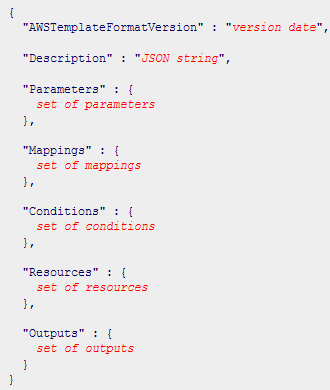 {
"AWSTemplateFormatVersion" : "version date",
"Description" : "JSON string",
"Parameters" : {
set of parameters
},
"Mappings" : {
set of mappings
},
"Conditions" : {
set of conditions
},
"Resources" : {
set of resources
},
"Outputs" : {
set of outputs
}
}